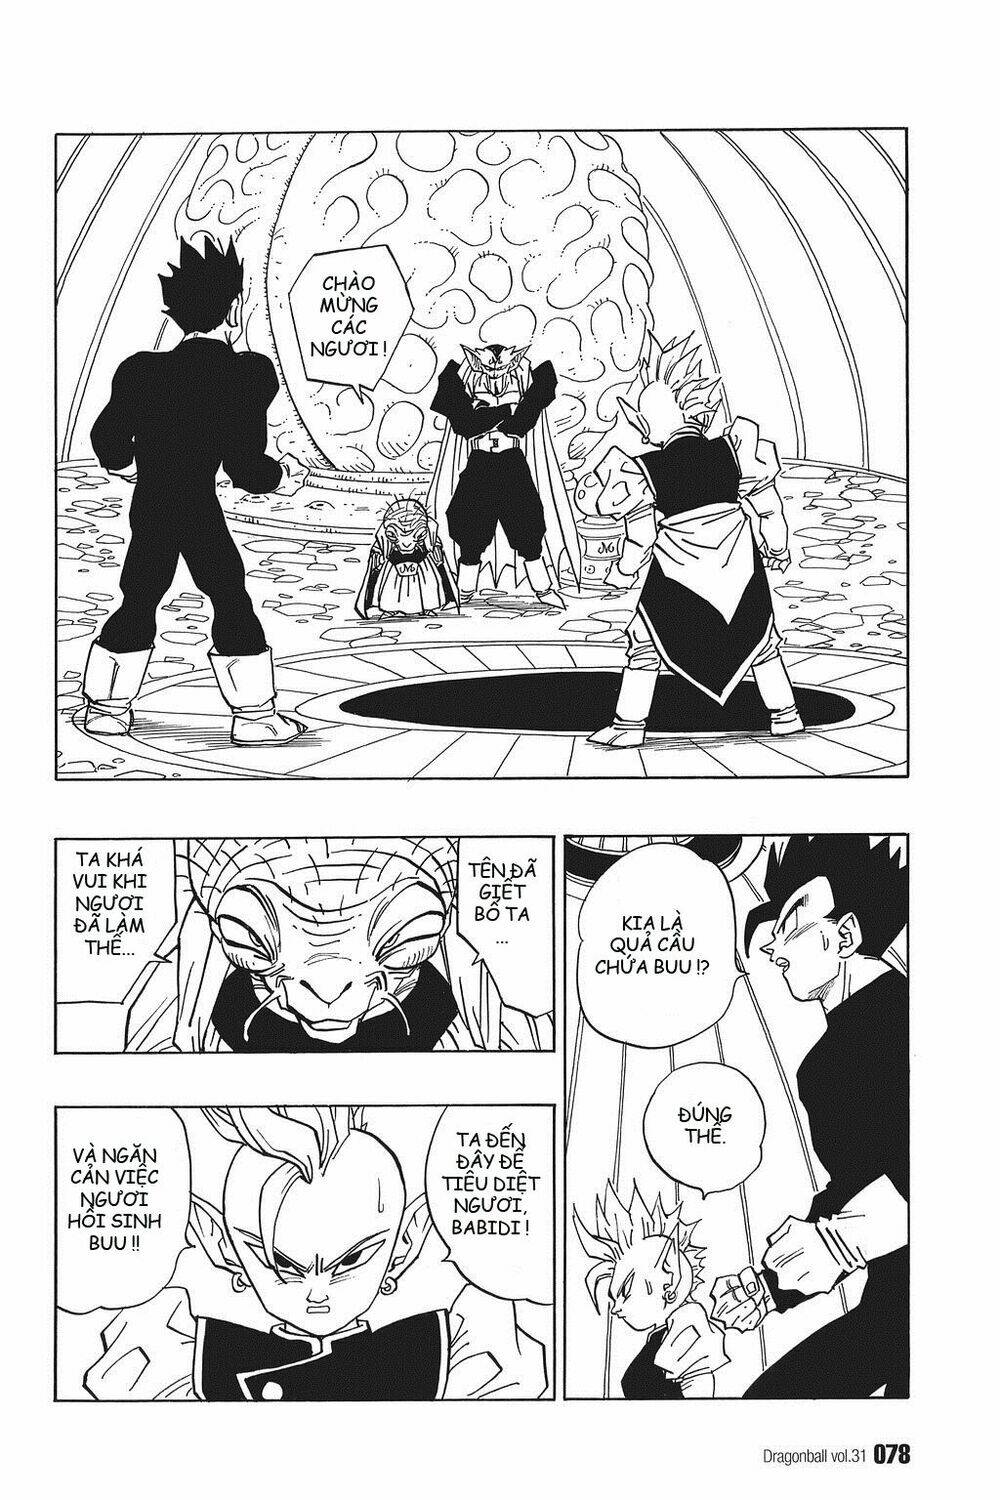 CHÀO
MỪNG
CÁC
NGƯƠI !
KIA LÀ
QUẢ CẦU
CHỨA BUU !?
ĐÚNG
THẾ.
TÊN ĐÃ
GIẾT
BỐ TA
...
TA KHÁ
VUI KHI
NGƯƠI
ĐÃ LÀM
THẾ...
TA ĐẾN
ĐÂY ĐỂ
TIÊU DIỆT
NGƯƠI,
BABIDI !
VÀ NGĂN
CẢN VIỆC
NGƯƠI
HỒI SINH
BUU !!
Dragonball vol.31 078